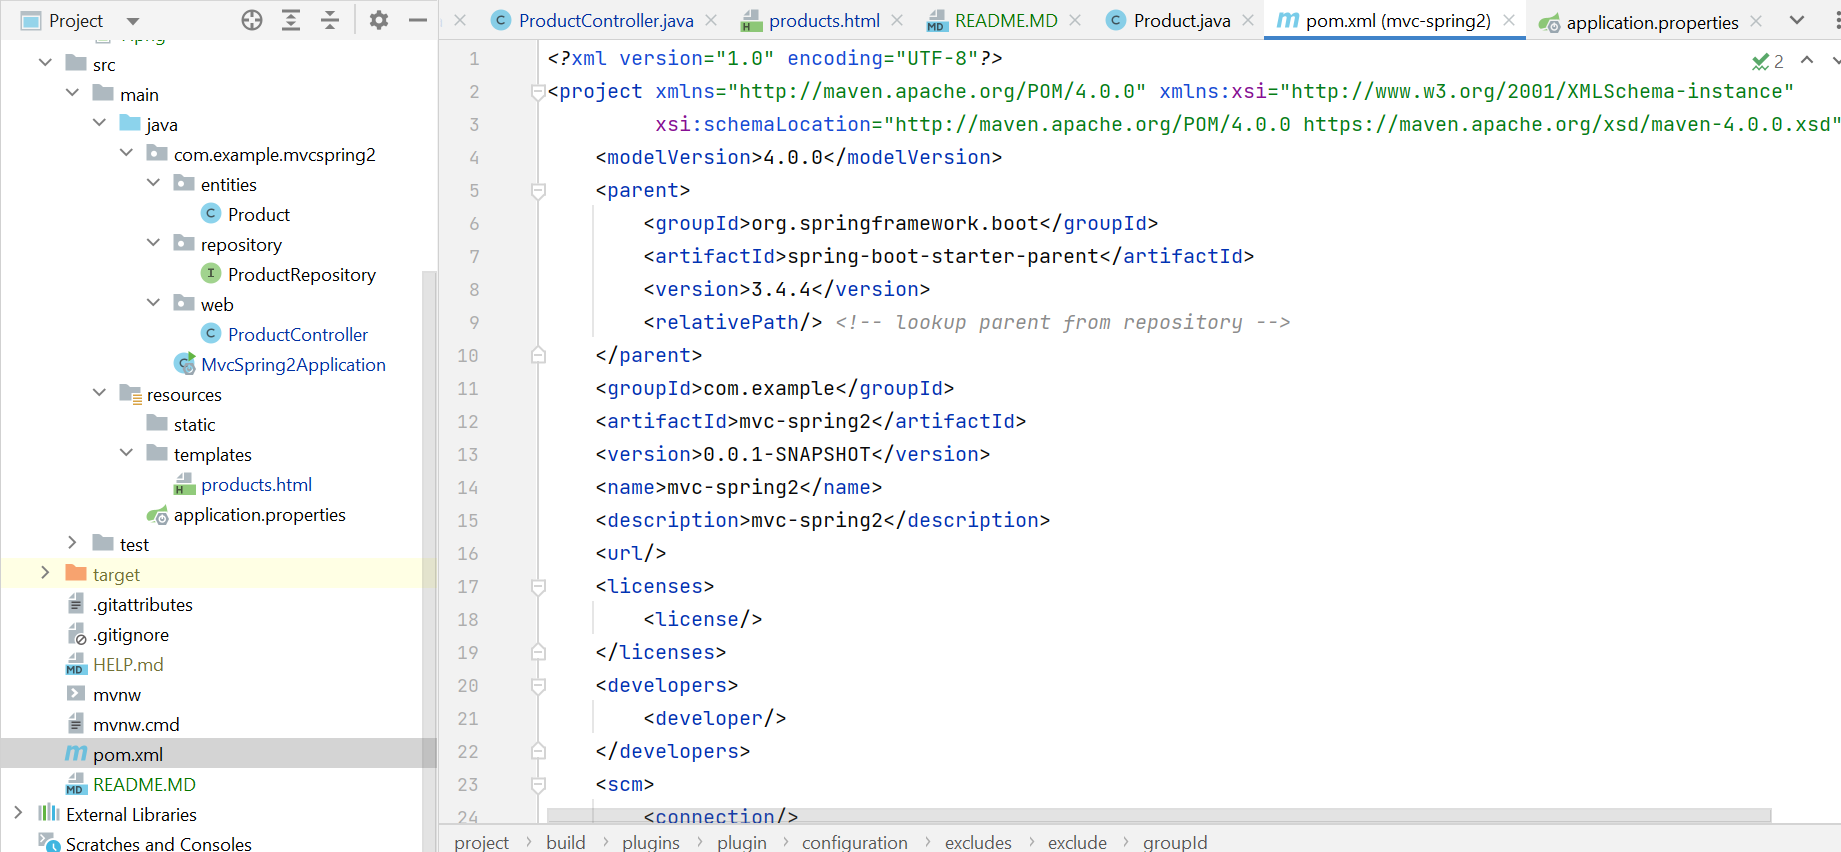 Project
ProductController.java
products.html
README.MD
Product.java
pom.xml (mvc-spring2)
application.properties
src
main
java
com.example.mvcspring2
entities
Product
repository
ProductRepository
web
ProductController
MvcSpring2Application
resources
static
templates
products.html
application.properties
test
target
.gitattributes
.gitignore
HELP.md
mvnw
mvnw.cmd
pom.xml
README.MD
External Libraries
Scratches and Consoles
2
1 <?xml version="1.0" encoding="UTF-8"?>
2 <project xmlns="http://maven.apache.org/POM/4.0.0" xmlns:xsi="http://www.w3.org/2001/XMLSchema-instance"
3 xsi:schemaLocation="http://maven.apache.org/POM/4.0.0 https://maven.apache.org/xsd/maven-4.0.0.xsd"
4 <modelVersion>4.0.0</modelVersion>
5 <parent>
6 <groupId>org.springframework.boot</groupId>
7 <artifactId>spring-boot-starter-parent</artifactId>
8 <version>3.4.4</version>
9 <relativePath/> <!-- lookup parent from repository -->
10 </parent>
11 <groupId>com.example</groupId>
12 <artifactId>mvc-spring2</artifactId>
13 <version>0.0.1-SNAPSHOT</version>
14 <name>mvc-spring2</name>
15 <description>mvc-spring2</description>
16 <url/>
17 <licenses>
18 <license/>
19 </licenses>
20 <developers>
21 <developer/>
22 </developers>
23 <scm>
24 <connection/>
project > build > plugins > plugin > configuration > excludes > exclude > groupId